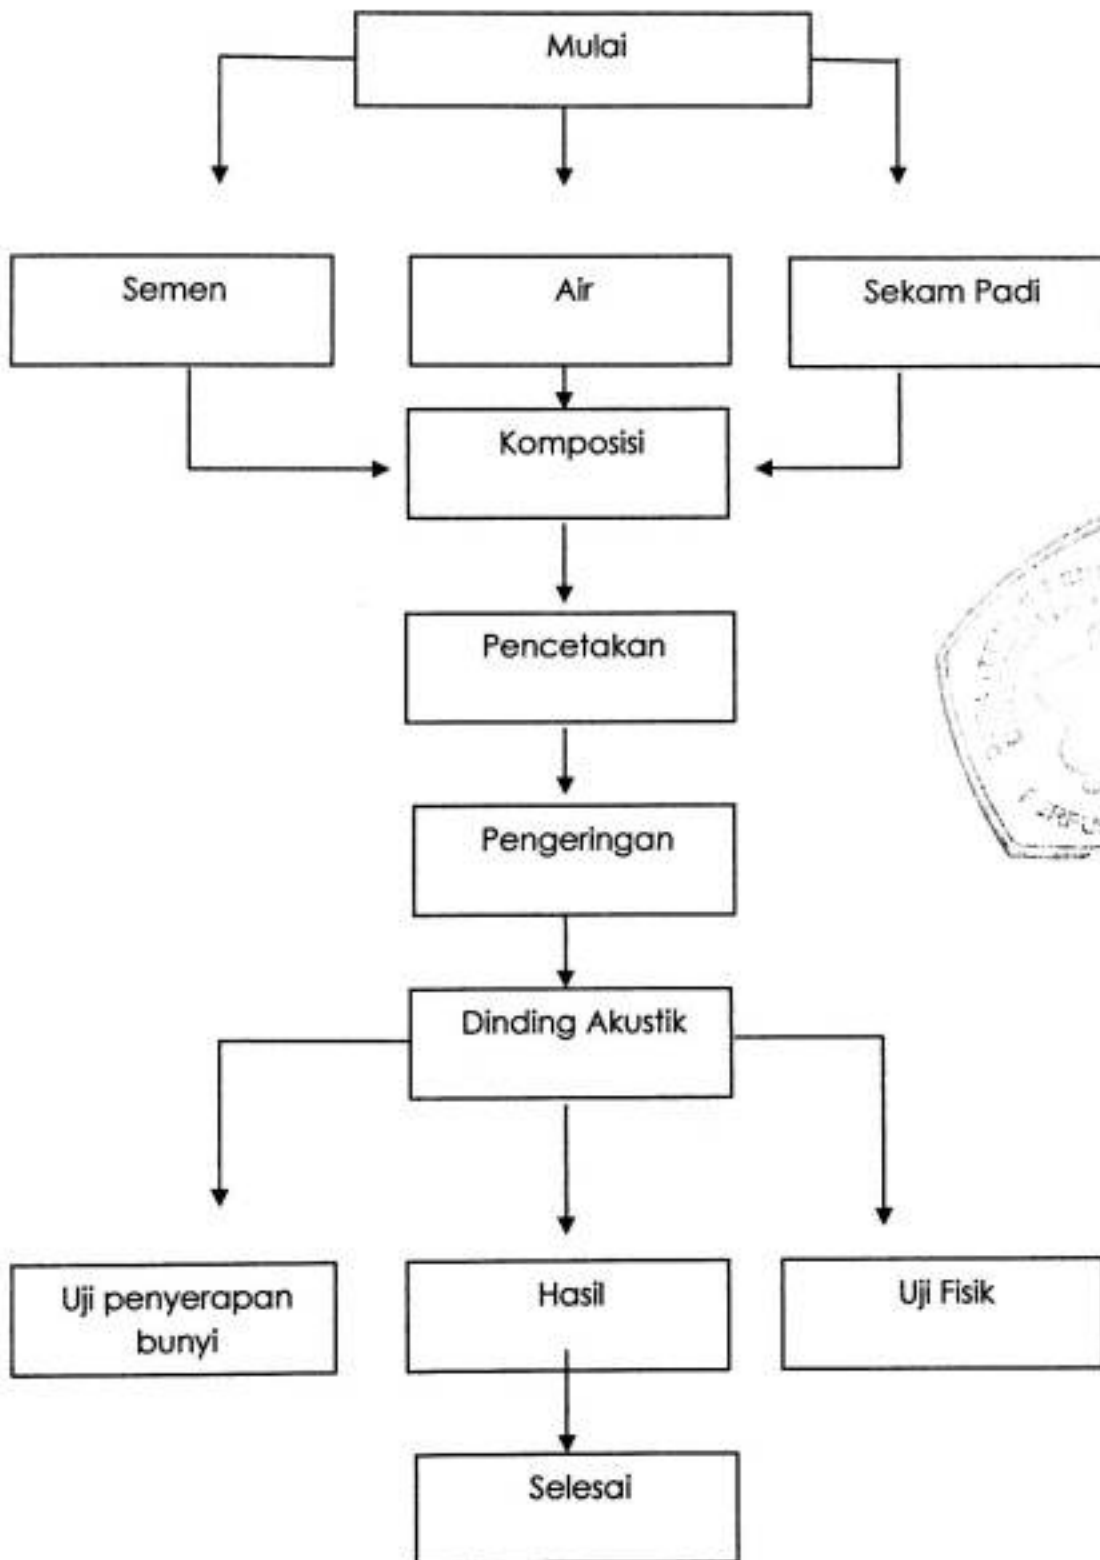 Mulai
Semen
Air
Sekam Padi
Komposisi
Pencetakan
Pengeringan
Dinding Akustik
Uji penyerapan
bunyi
Hasil
Uji Fisik
Selesai